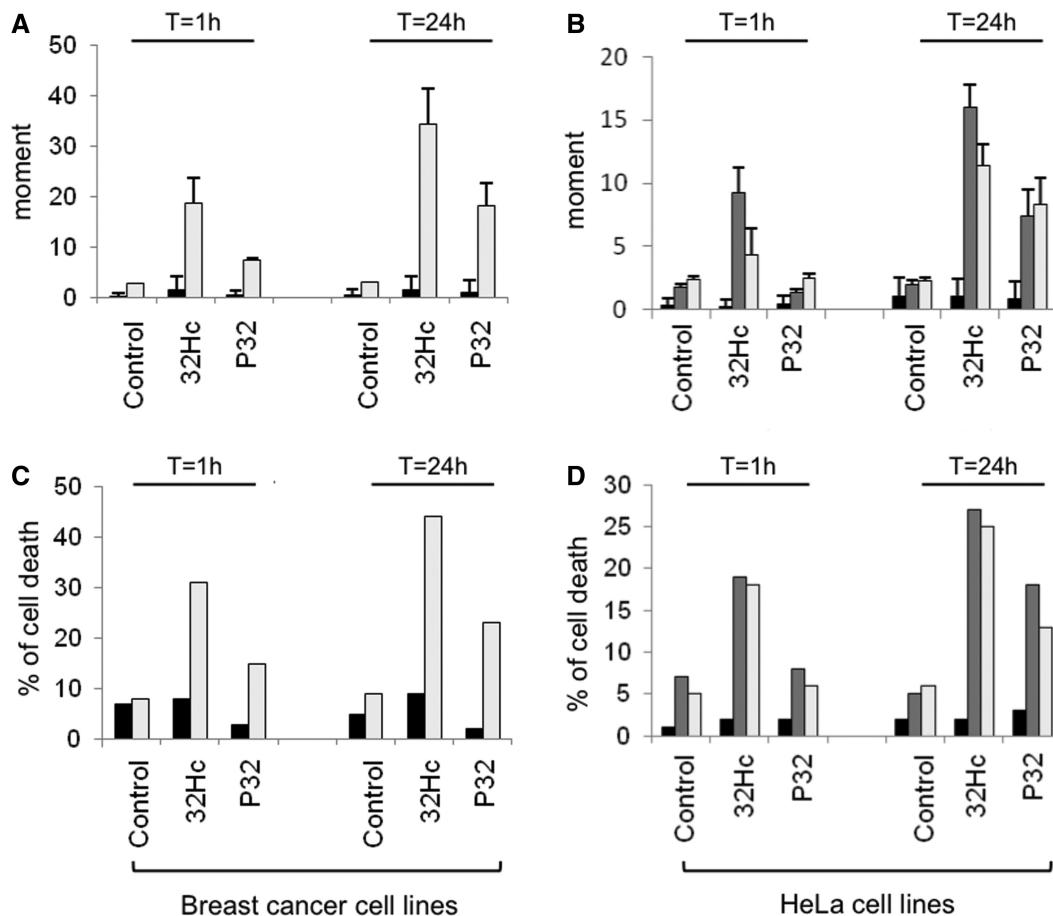 A
T=1h
T=24h
50
40
30
20
10
0
moment
Control
32Hc
P32
Control
32Hc
P32
B
T=1h
T=24h
20
15
10
5
0
moment
Control
32Hc
P32
Control
32Hc
P32
C
T=1h
T=24h
50
40
30
20
10
0
% of cell death
Control
32Hc
P32
Control
32Hc
P32
Breast cancer cell lines
D
T=1h
T=24h
30
25
20
15
10
5
0
% of cell death
Control
32Hc
P32
Control
32Hc
P32
HeLa cell lines